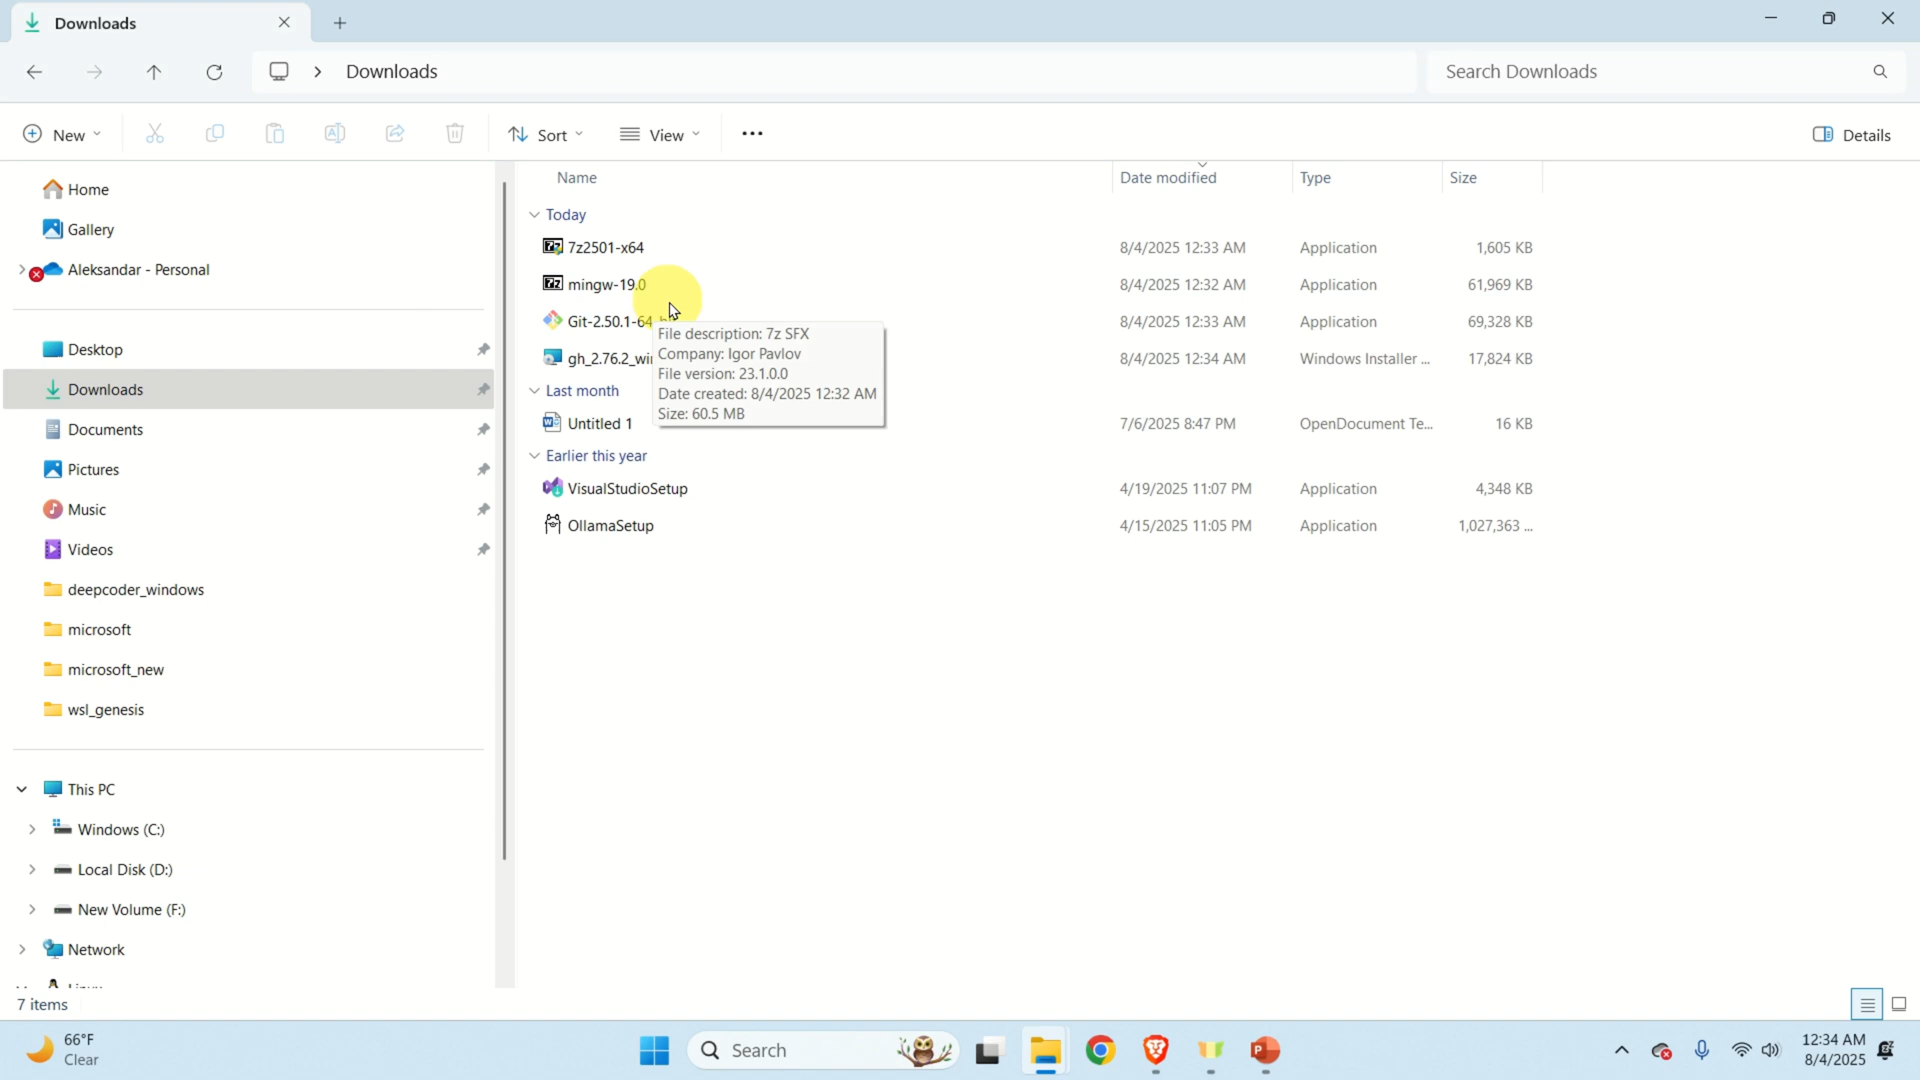 Downloads
Downloads
Search Downloads
New
Sort
View
Details
Home
Gallery
Aleksandar - Personal
Desktop
Downloads
Documents
Pictures
Music
Videos
deepcoder_windows
microsoft
microsoft_new
wsl_genesis
This PC
Windows (C:)
Local Disk (D:)
New Volume (F:)
Network
Name Date modified Type Size
Today
7z2501-x64 8/4/2025 12:33 AM Application 1,605 KB
mingw-19.0 8/4/2025 12:32 AM Application 61,969 KB
Git-2.50.1-64 8/4/2025 12:33 AM Application 69,328 KB
gh_2.76.2_wi 8/4/2025 12:34 AM Windows Installer ... 17,824 KB
Last month
Untitled 1 7/6/2025 8:47 PM OpenDocument Te... 16 KB
Earlier this year
VisualStudioSetup 4/19/2025 11:07 PM Application 4,348 KB
OllamaSetup 4/15/2025 11:05 PM Application 1,027,363 ...
File description: 7z SFX
Company: Igor Pavlov
File version: 23.1.0.0
Date created: 8/4/2025 12:32 AM
Size: 60.5 MB
7 items
66°F
Clear
Search
12:34 AM
8/4/2025